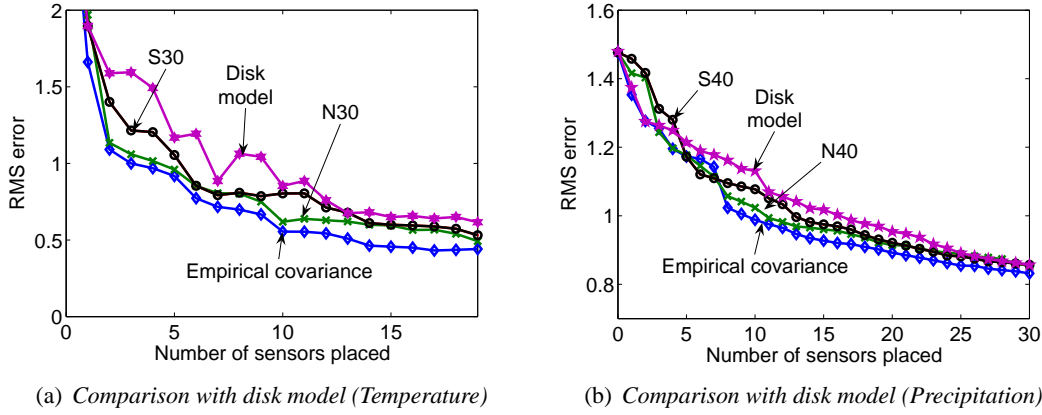 2
1.5
1
0.5
0
0
5
10
15
RMS error
Number of sensors placed
S30
Disk
model
N30
Empirical covariance
(a) Comparison with disk model (Temperature)
1.6
1.4
1.2
1
0.8
0
5
10
15
20
25
30
RMS error
Number of sensors placed
S40
Disk
model
N40
Empirical covariance
(b) Comparison with disk model (Precipitation)